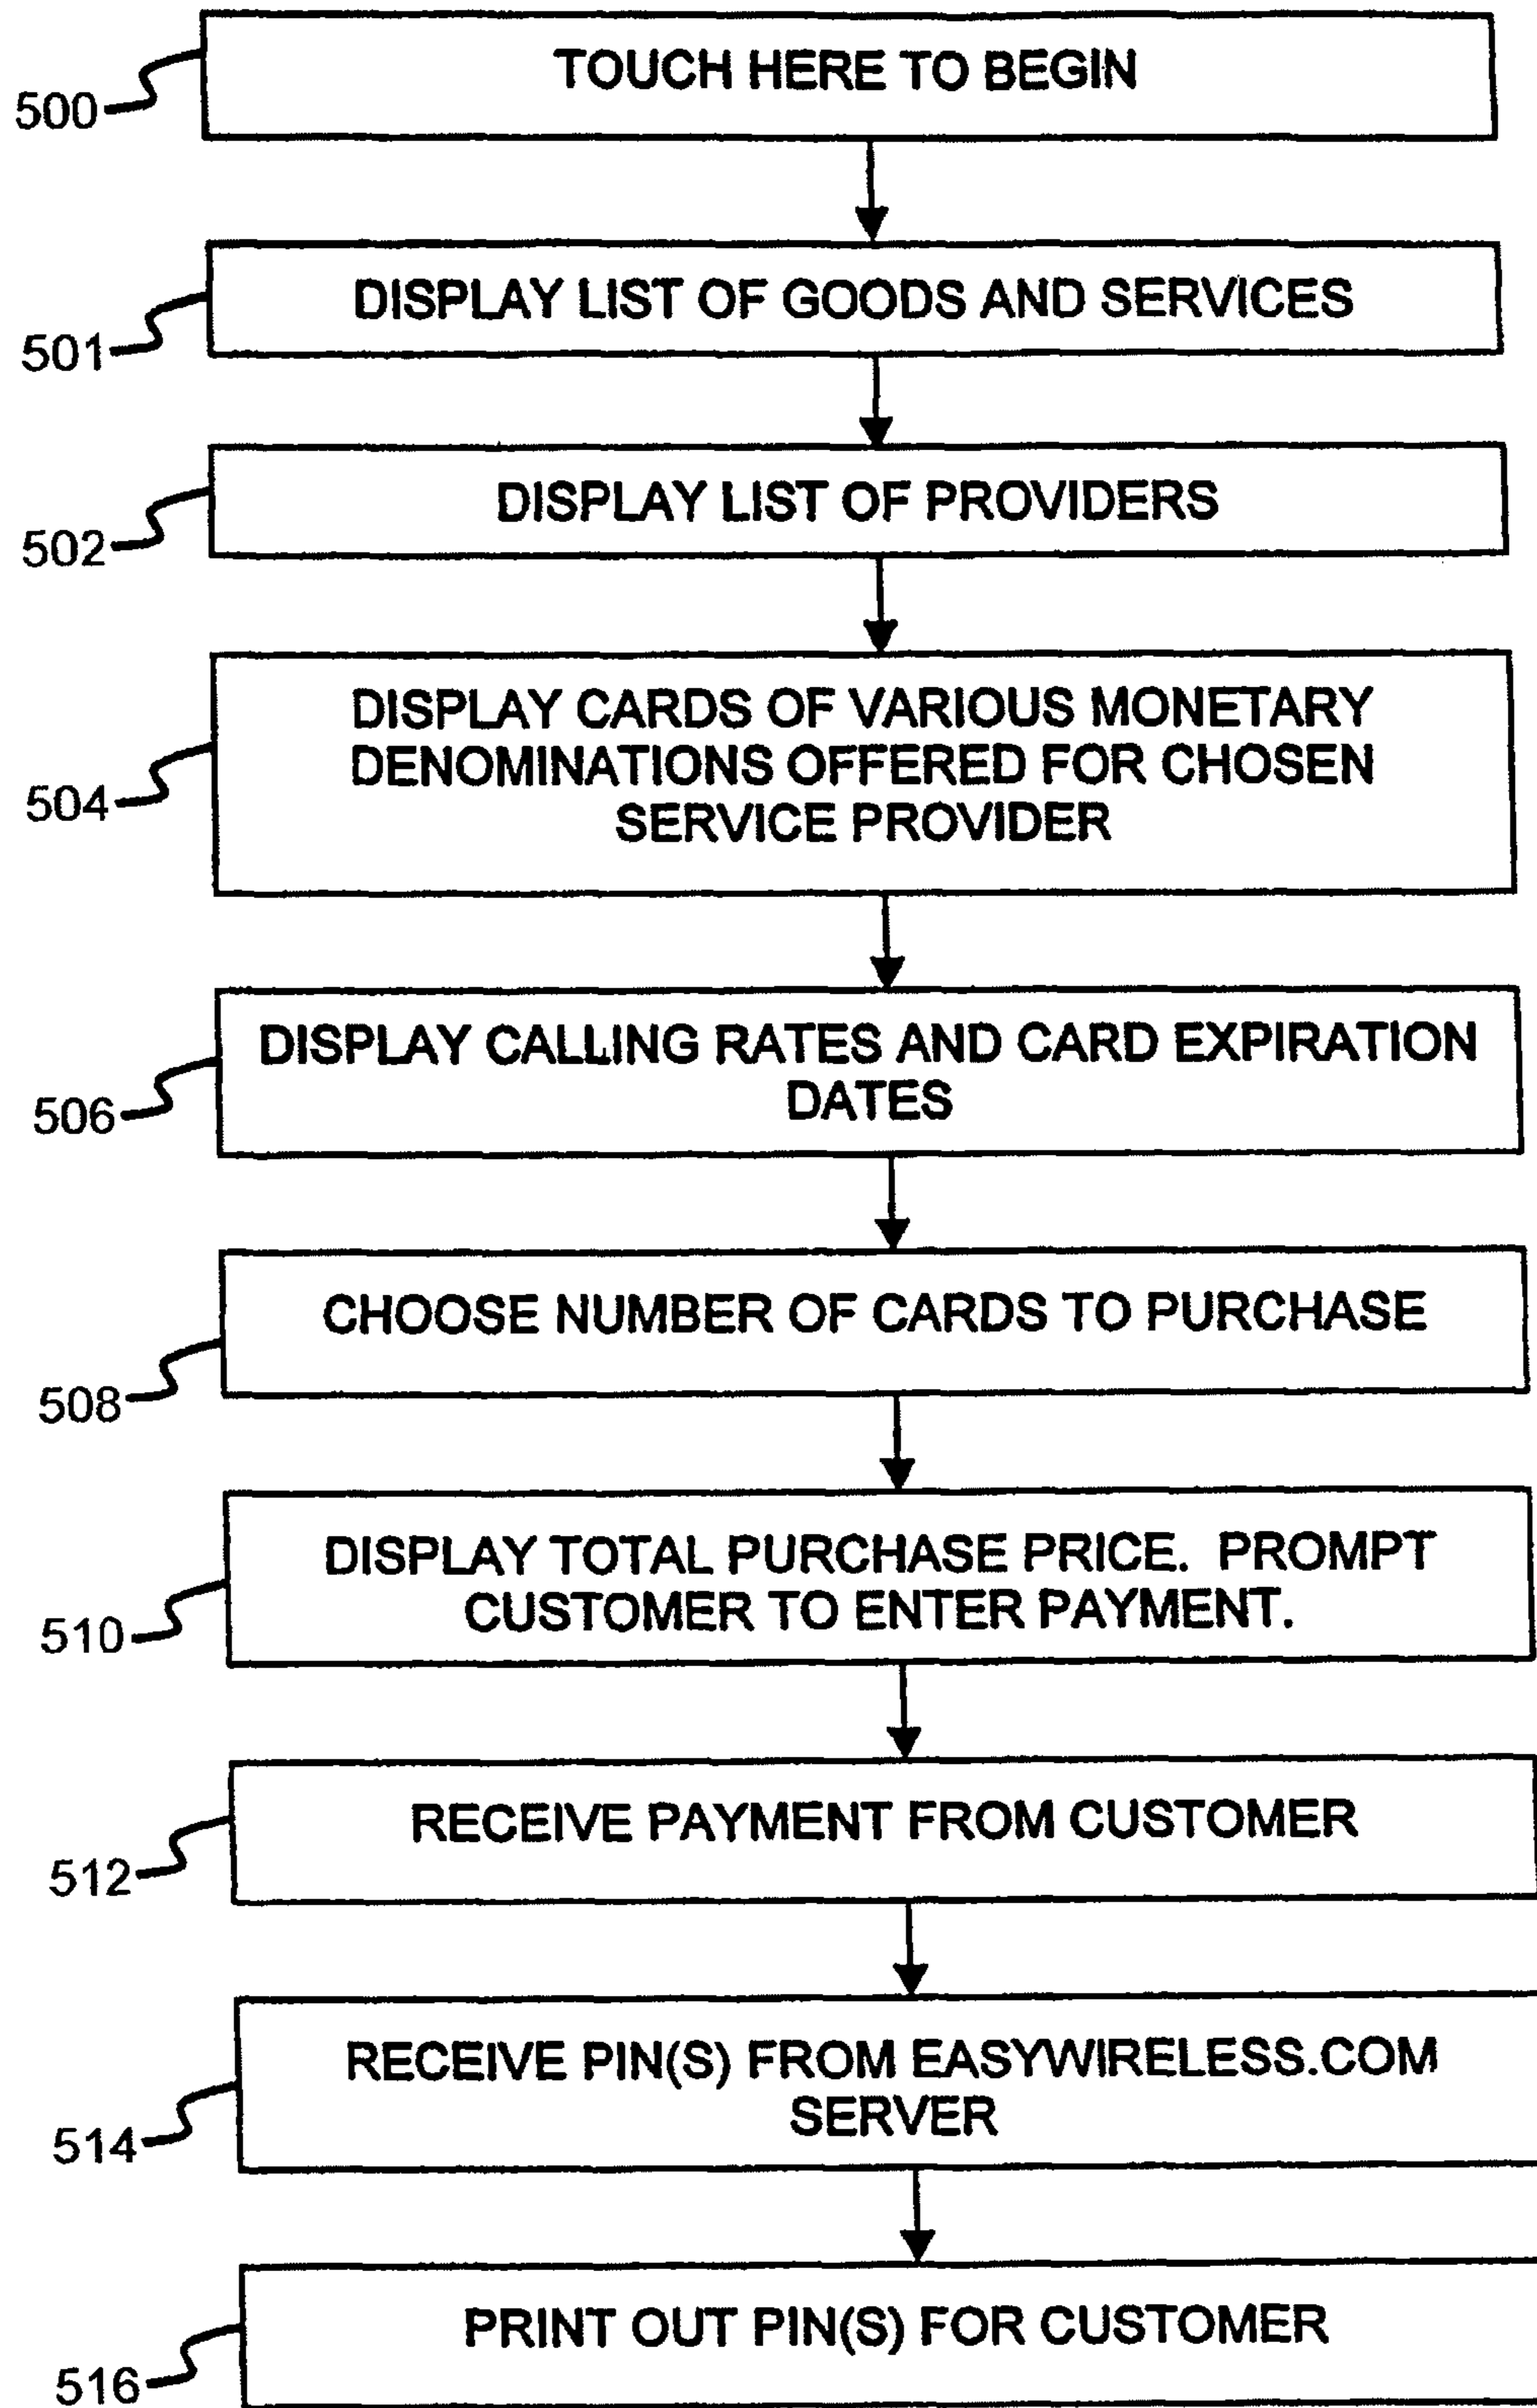 500
TOUCH HERE TO BEGIN
501
DISPLAY LIST OF GOODS AND SERVICES
502
DISPLAY LIST OF PROVIDERS
504
DISPLAY CARDS OF VARIOUS MONETARY
DENOMINATIONS OFFERED FOR CHOSEN
SERVICE PROVIDER
506
DISPLAY CALLING RATES AND CARD EXPIRATION
DATES
508
CHOOSE NUMBER OF CARDS TO PURCHASE
510
DISPLAY TOTAL PURCHASE PRICE. PROMPT
CUSTOMER TO ENTER PAYMENT.
512
RECEIVE PAYMENT FROM CUSTOMER
514
RECEIVE PIN(S) FROM EASYWIRELESS.COM
SERVER
516
PRINT OUT PIN(S) FOR CUSTOMER